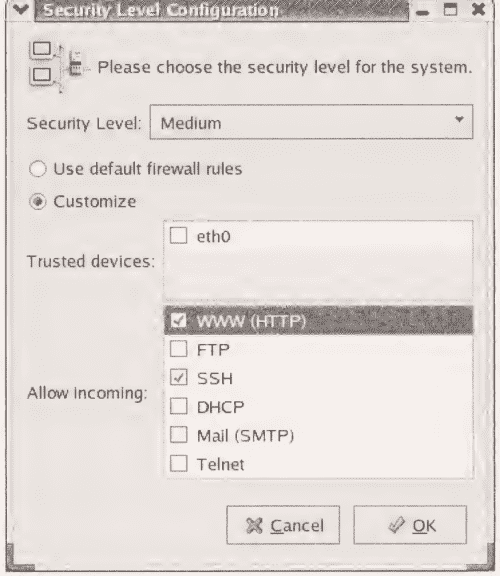 Security Level Configuration
Please choose the security level for the system.
Security Level: Medium
Use default firewall rules
Customize
eth0
Trusted devices:
WWW (HTTP)
FTP
SSH
Allow Incoming:
DHCP
Mail (SMTP)
Telnet
Cancel OK